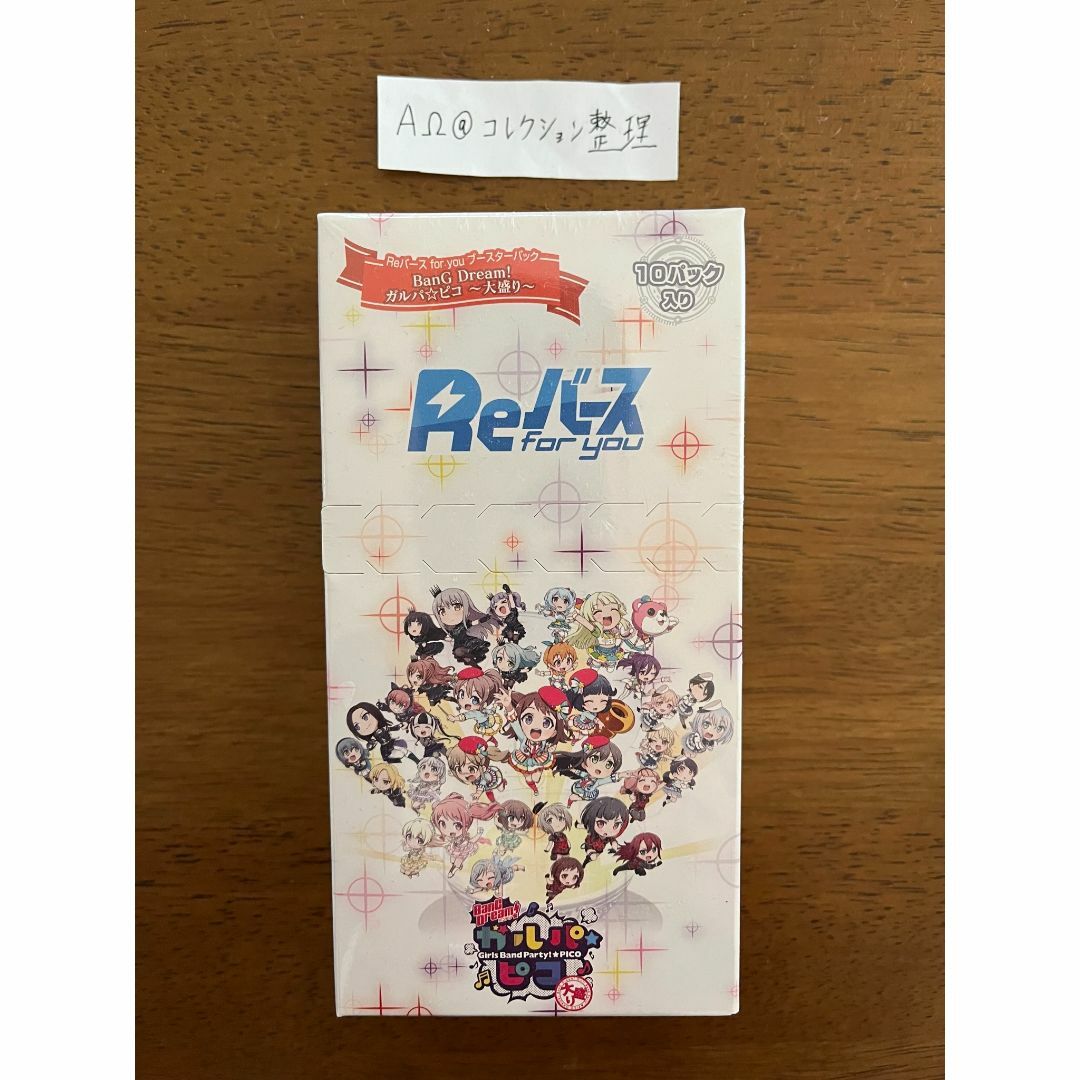 AΩ@コレクション整理
Reバース for you ブースターパック
BanG Dream!
ガルパ☆ピコ ～大盛り～
10パック
入り
Reバース
for you
BanG
Dream!
ガルパ☆
Girls Band Party!★PICO
ピコ
大盛り